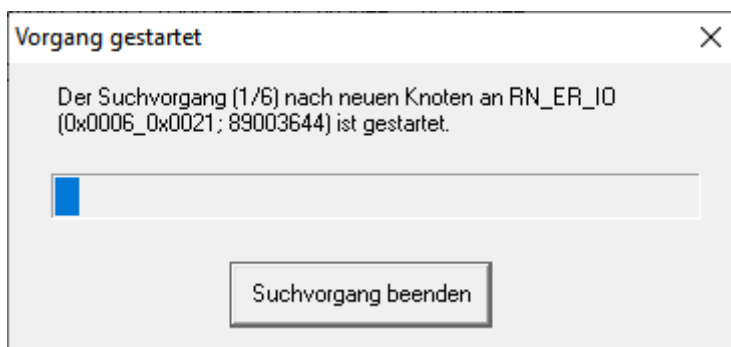 Vorgang gestartet
Der Suchvorgang (1/6) nach neuen Knoten an RN_ER_IO
(0x0006_0x0021; 89003644) ist gestartet.
Suchvorgang beenden